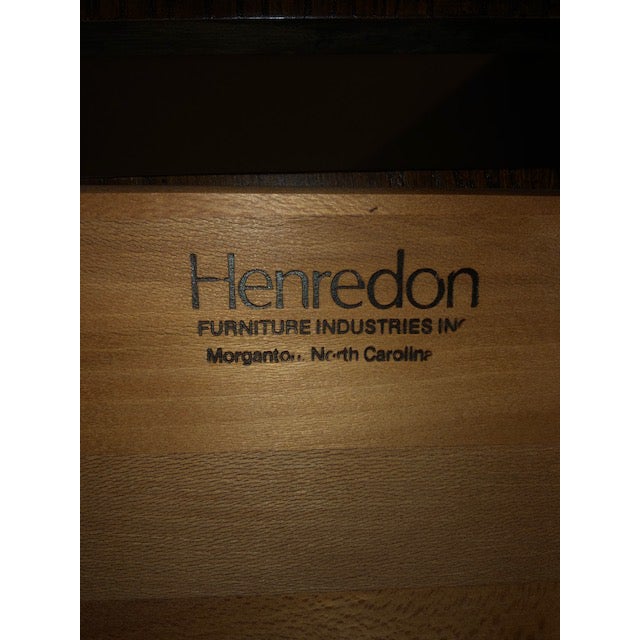 Henredon
FURNITURE INDUSTRIES INC
Morganton, North Carolina